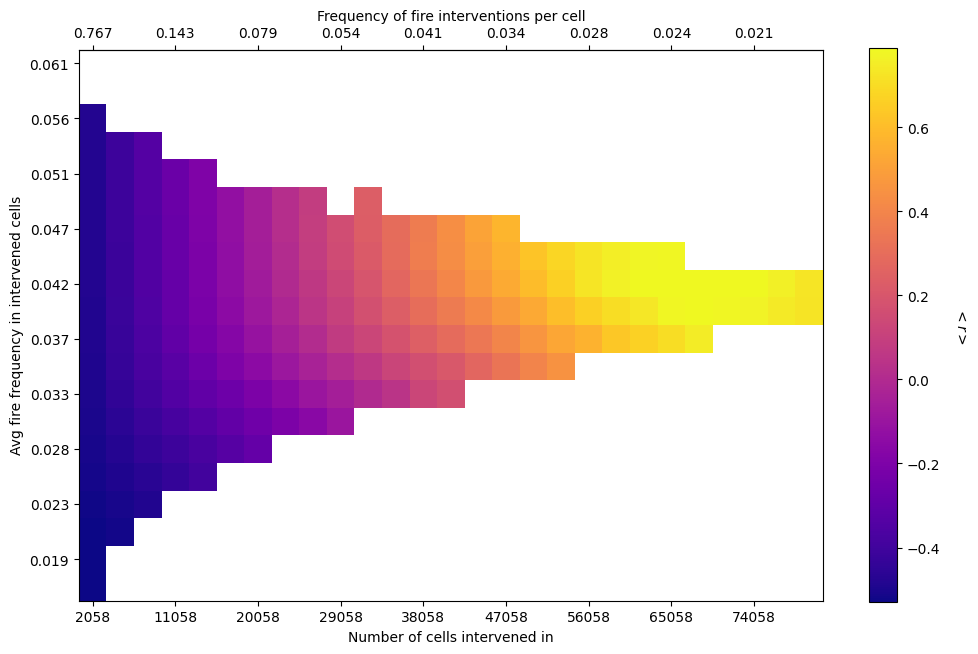 Frequency of fire interventions per cell
0.767 0.143 0.079 0.054 0.041 0.034 0.028 0.024 0.021
Avg fire frequency in intervened cells
0.061
0.056
0.051
0.047
0.042
0.037
0.033
0.028
0.023
0.019
2058 11058 20058 29058 38058 47058 56058 65058 74058
Number of cells intervened in
0.6
0.4
0.2
0.0
−0.2
−0.4
< r >